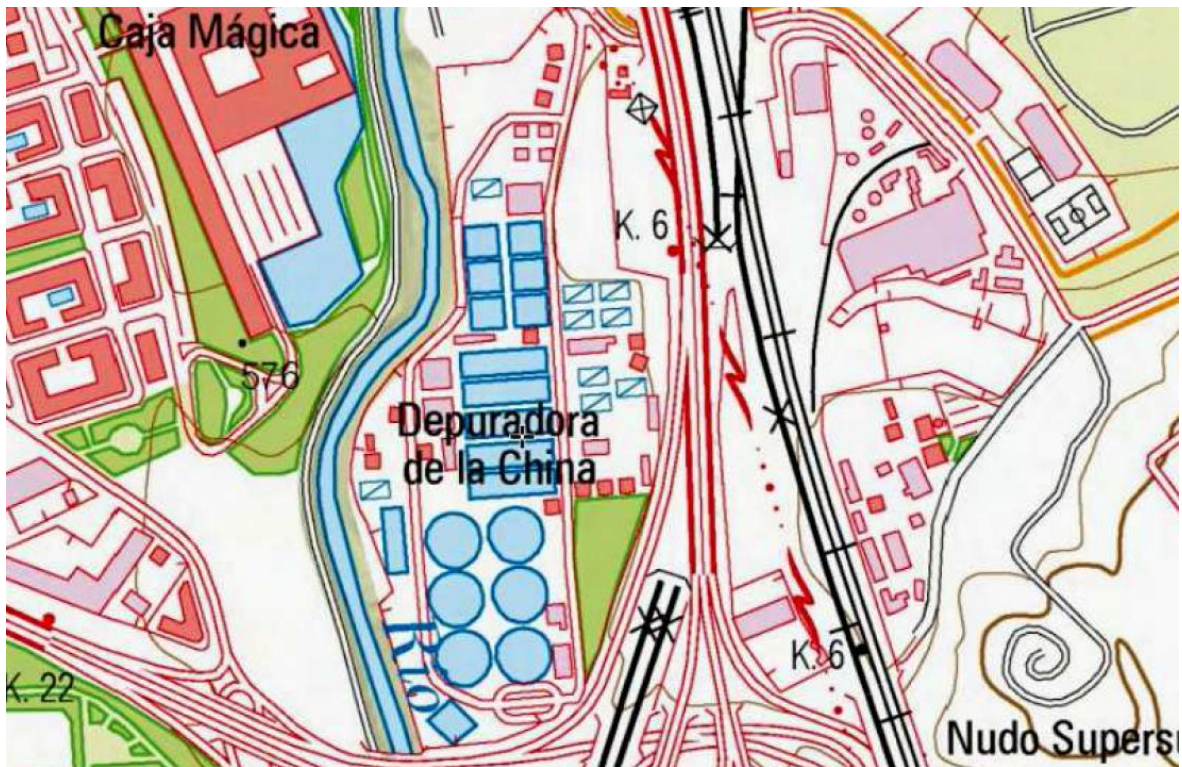 Caja Mágica
K. 6
576
Depuradora
de la China
Río
K. 6
K. 22
Nudo Supers